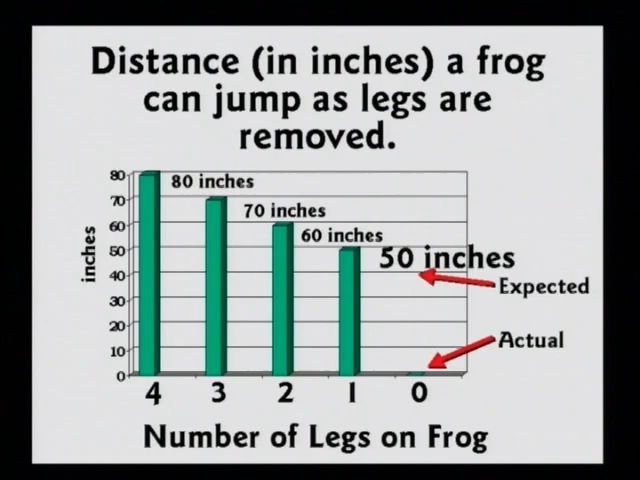 Distance (in inches) a frog
can jump as legs are
removed.
80
80 inches
70
70 inches
60
60 inches
50
50 inches
40
Expected
30
20
Actual
10
0
inches
4 3 2 1 0
Number of Legs on Frog